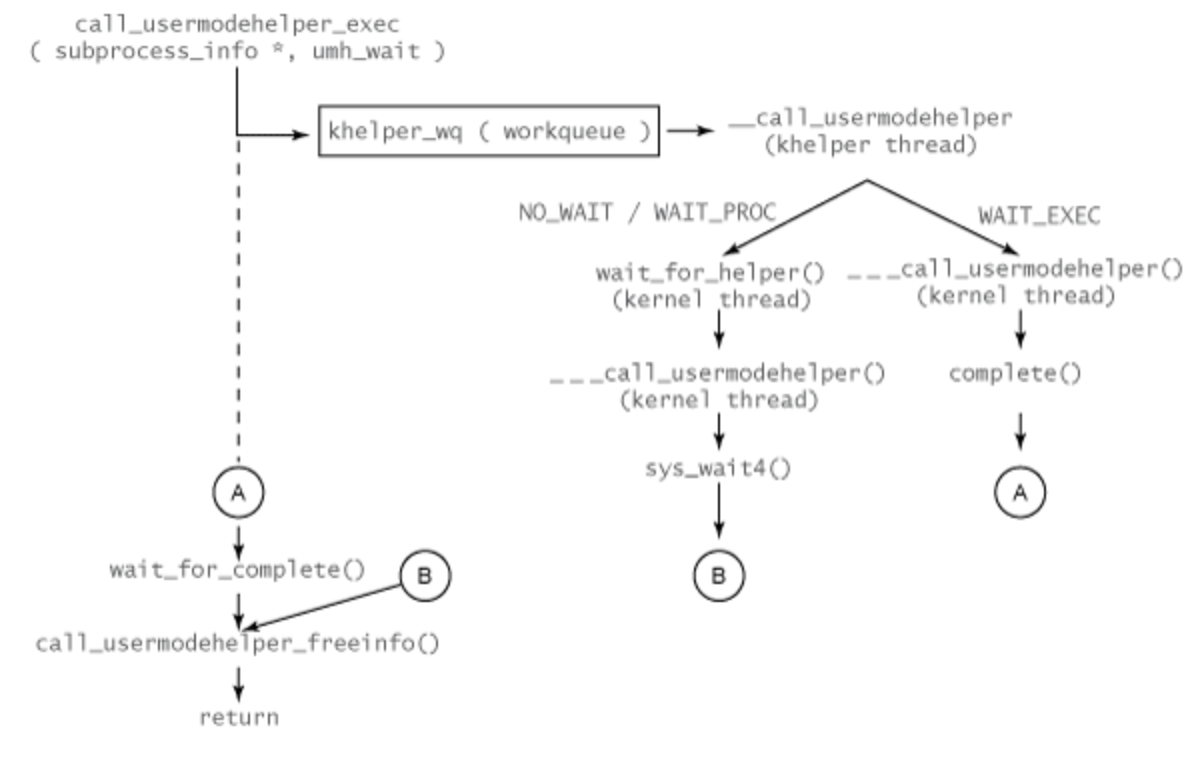 call_usermodehelper_exec
( subprocess_info *, umh_wait )
khelper_wq ( workqueue )
__call_usermodehelper
(khelper thread)
NO_WAIT / WAIT_PROC
WAIT_EXEC
wait_for_helper()
(kernel thread)
___call_usermodehelper()
(kernel thread)
___call_usermodehelper()
(kernel thread)
complete()
sys_wait4()
A
A
wait_for_complete()
B
B
call_usermodehelper_freeinfo()
return